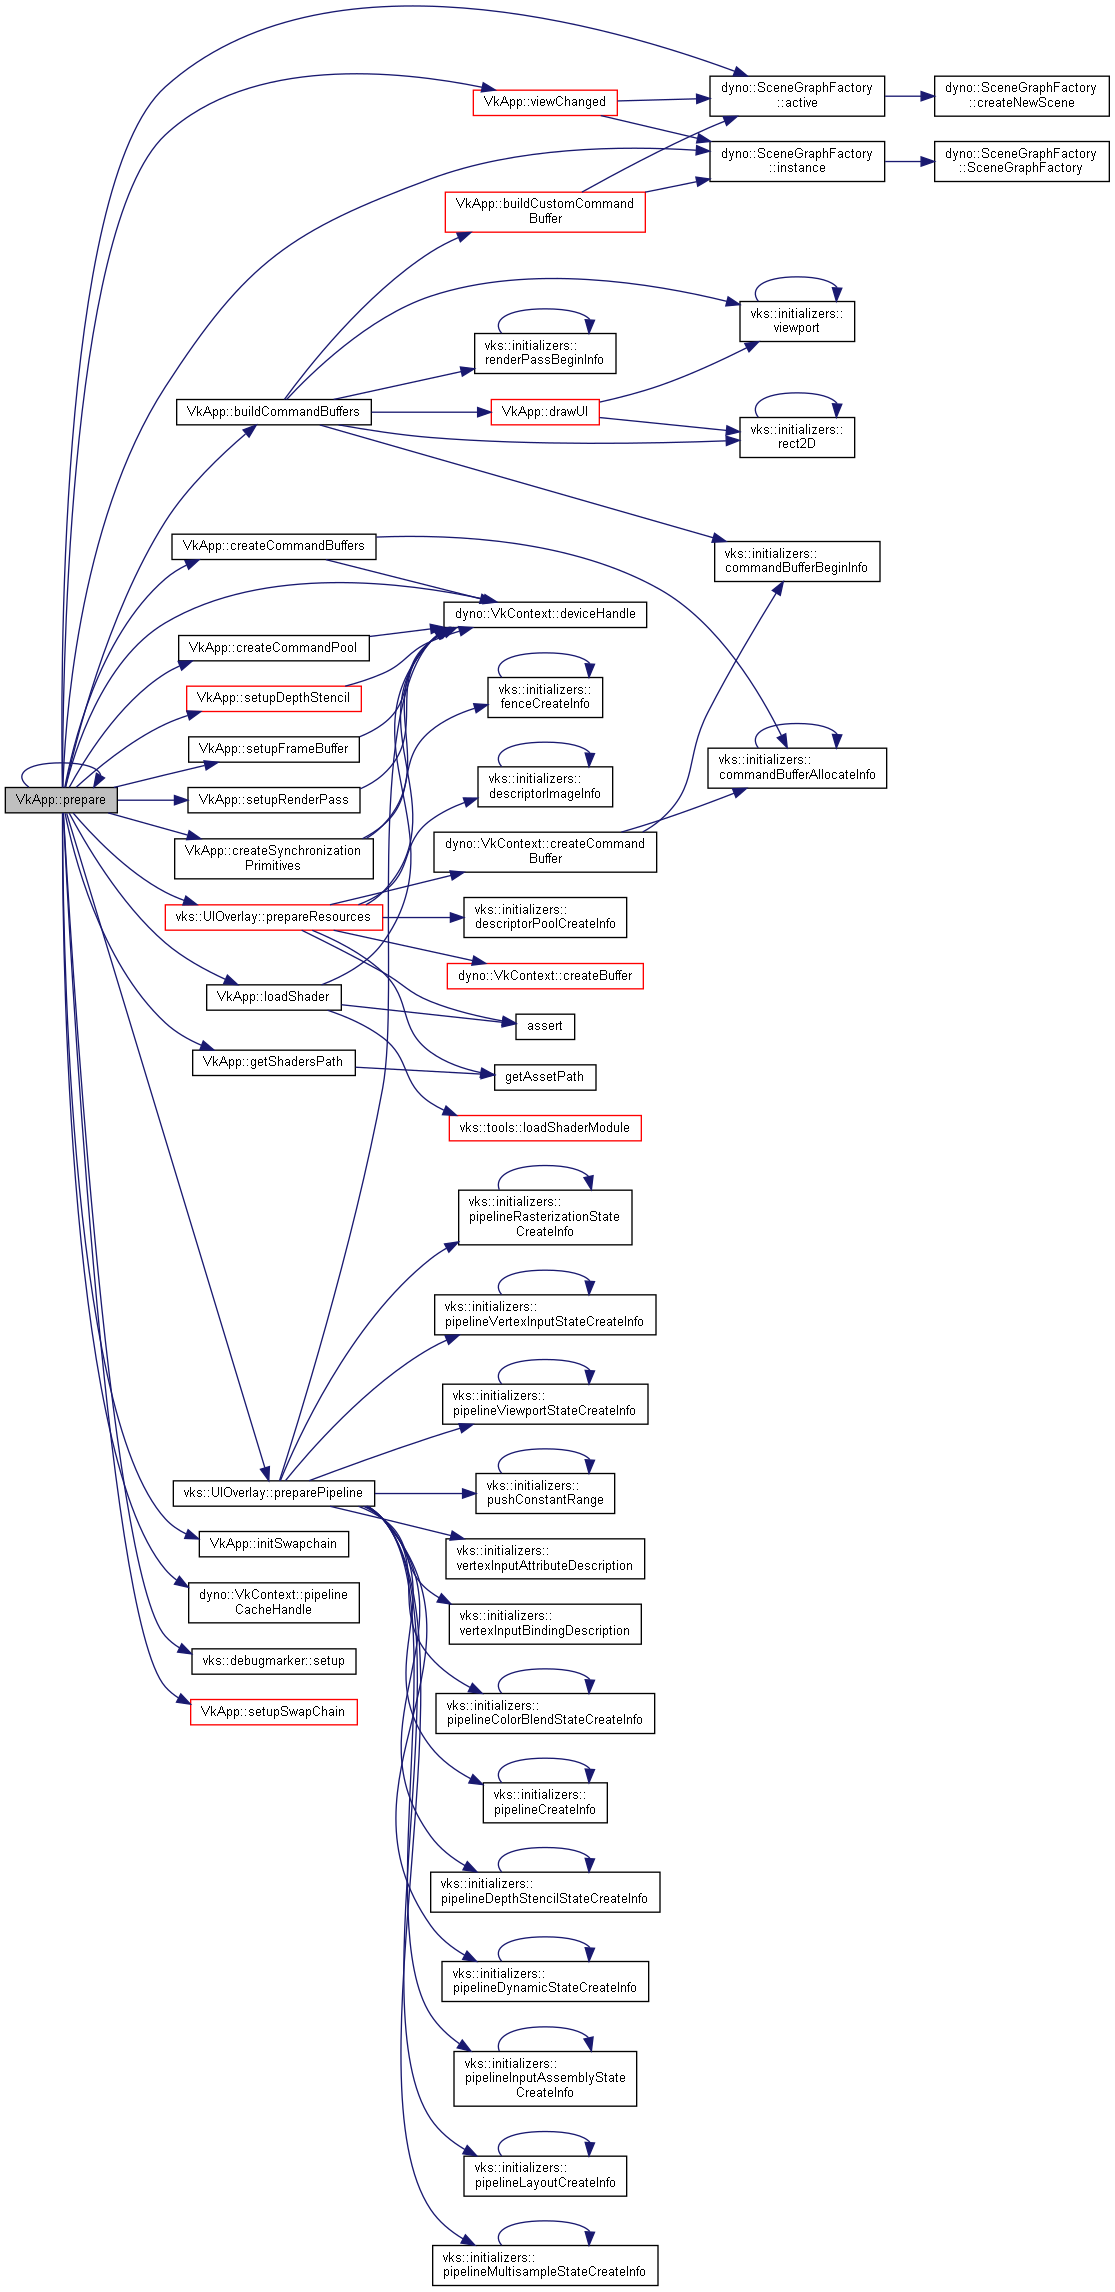 dyno::SceneGraphFactory
::active
dyno::SceneGraphFactory
::createNewScene
VkApp::viewChanged
dyno::SceneGraphFactory
::instance
dyno::SceneGraphFactory
::SceneGraphFactory
VkApp::buildCustomCommand
Buffer
vks::initializers::
viewport
vks::initializers::
renderPassBeginInfo
VkApp::buildCommandBuffers
VkApp::drawUI
vks::initializers::
rect2D
VkApp::createCommandBuffers
vks::initializers::
commandBufferBeginInfo
dyno::VkContext::deviceHandle
VkApp::createCommandPool
VkApp::setupDepthStencil
vks::initializers::
fenceCreateInfo
VkApp::setupFrameBuffer
vks::initializers::
commandBufferAllocateInfo
vks::initializers::
descriptorImageInfo
VkApp::prepare
VkApp::setupRenderPass
VkApp::createSynchronization
Primitives
dyno::VkContext::createCommand
Buffer
vks::UIOverlay::prepareResources
vks::initializers::
descriptorPoolCreateInfo
dyno::VkContext::createBuffer
VkApp::loadShader
assert
VkApp::getShadersPath
getAssetPath
vks::tools::loadShaderModule
vks::initializers::
pipelineRasterizationState
CreateInfo
vks::initializers::
pipelineVertexInputStateCreateInfo
vks::initializers::
pipelineViewportStateCreateInfo
vks::UIOverlay::preparePipeline
vks::initializers::
pushConstantRange
VkApp::initSwapchain
vks::initializers::
vertexInputAttributeDescription
dyno::VkContext::pipeline
CacheHandle
vks::initializers::
vertexInputBindingDescription
vks::debugmarker::setup
VkApp::setupSwapChain
vks::initializers::
pipelineColorBlendStateCreateInfo
vks::initializers::
pipelineCreateInfo
vks::initializers::
pipelineDepthStencilStateCreateInfo
vks::initializers::
pipelineDynamicStateCreateInfo
vks::initializers::
pipelineInputAssemblyState
CreateInfo
vks::initializers::
pipelineLayoutCreateInfo
vks::initializers::
pipelineMultisampleStateCreateInfo